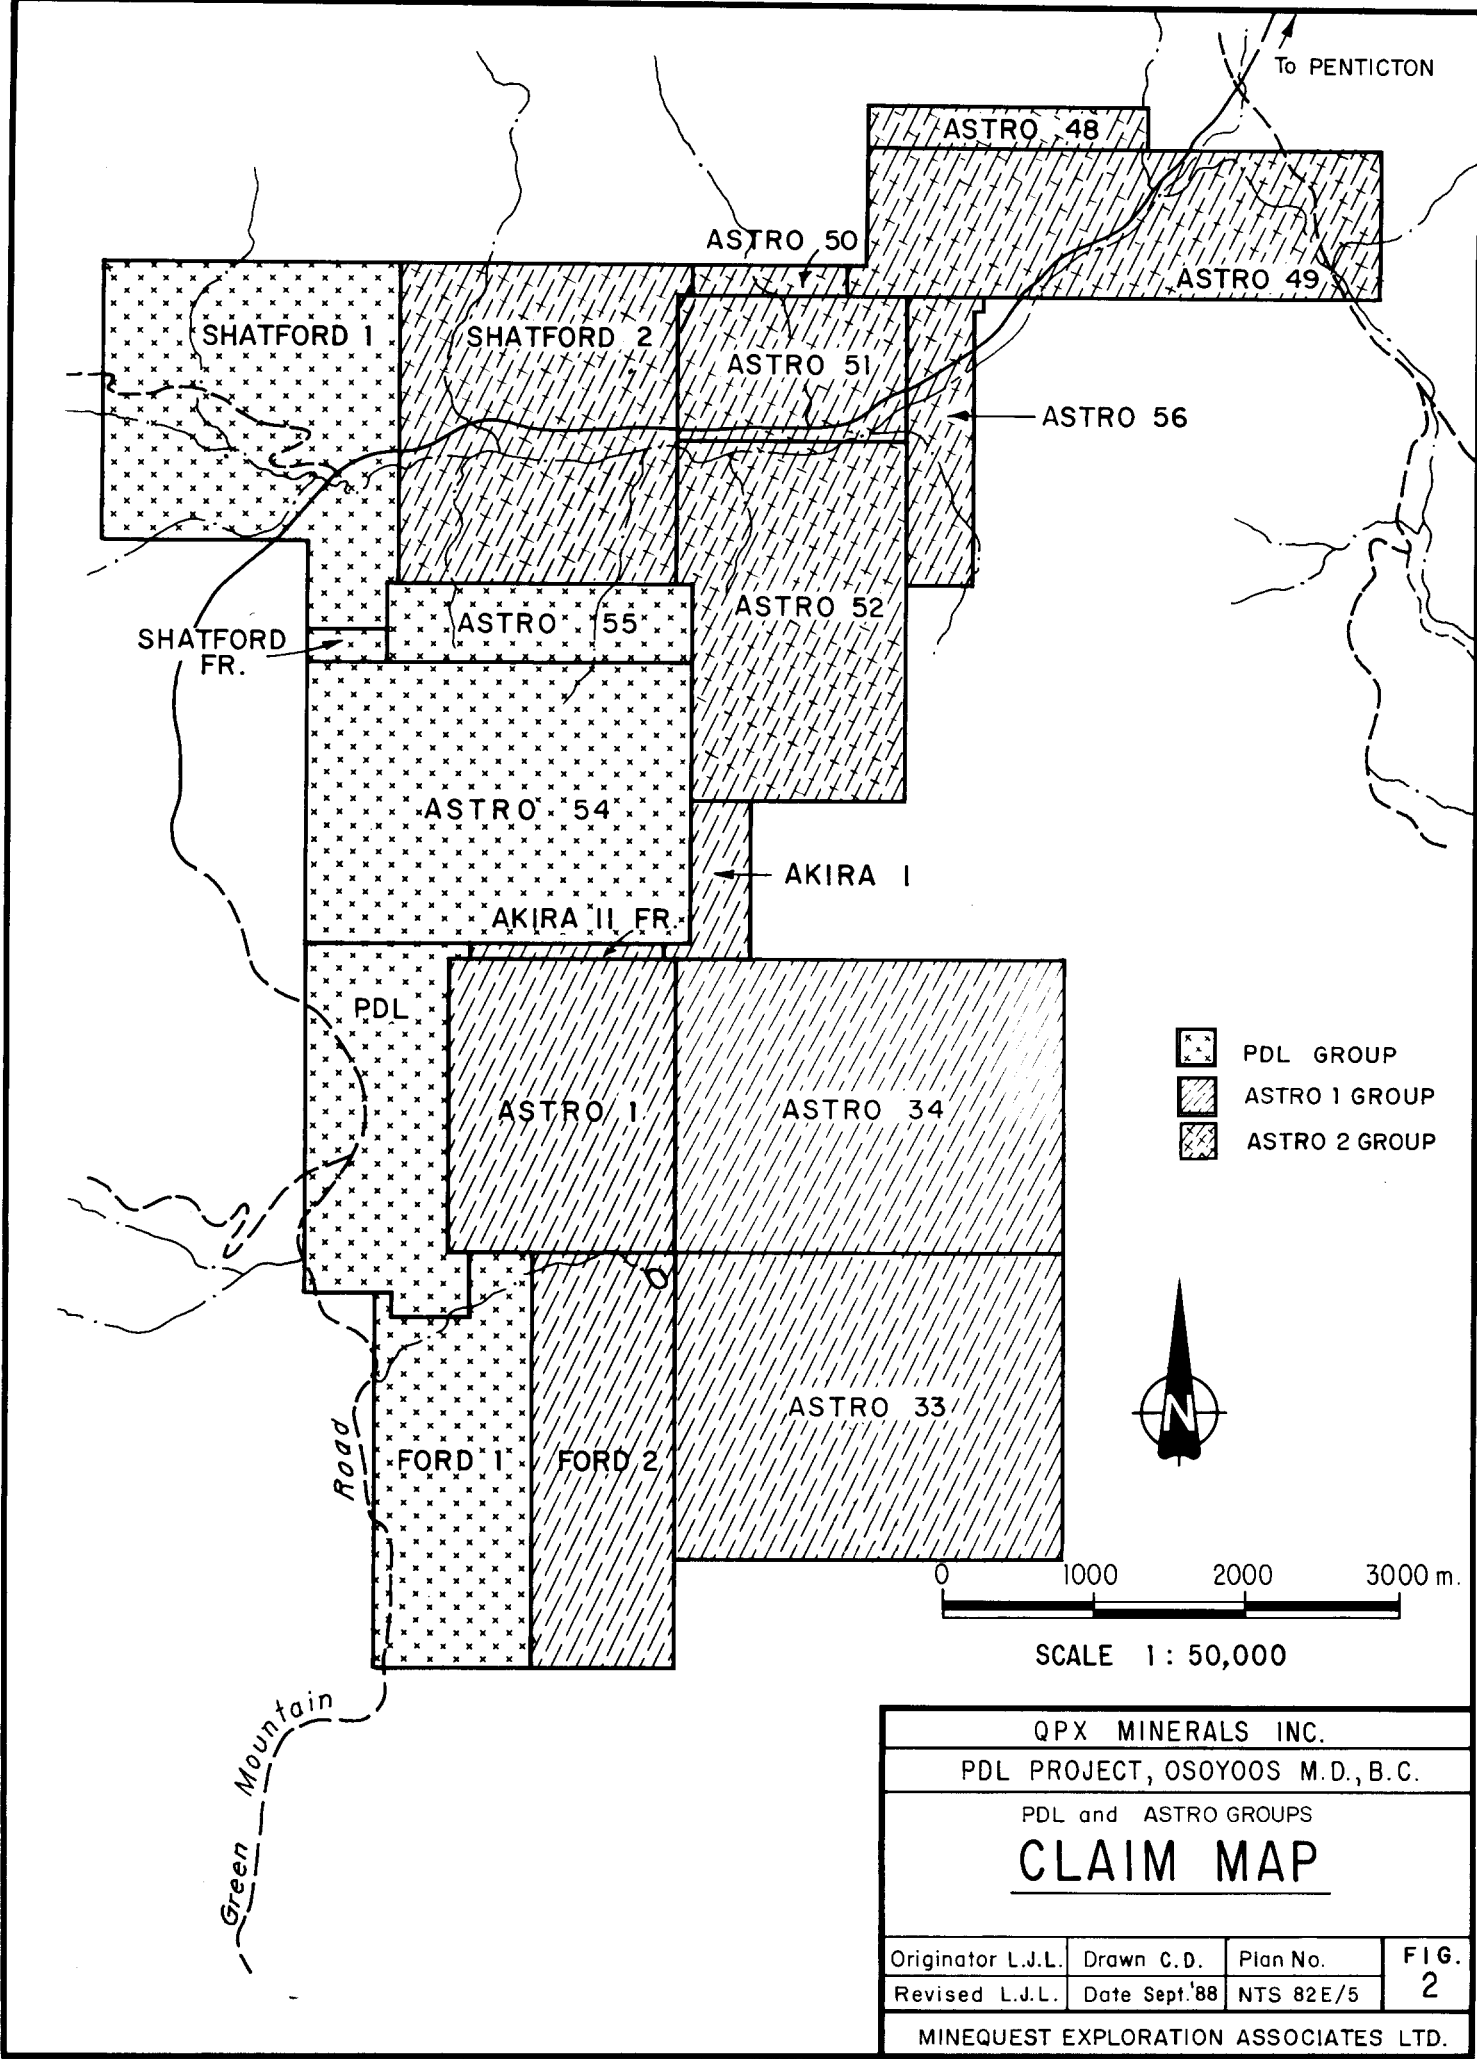 To PENTICTON
ASTRO 48
ASTRO 50
ASTRO 49
SHATFORD 1
SHATFORD 2
ASTRO 51
ASTRO 56
ASTRO 52
ASTRO 55
SHATFORD
FR.
ASTRO 54
AKIRA I
AKIRA II FR.
PDL
PDL GROUP
ASTRO 1 GROUP
ASTRO 2 GROUP
ASTRO 1
ASTRO 34
ASTRO 33
N
FORD 1
FORD 2
Green Mountain Road
0 1000 2000 3000 m.
SCALE 1 : 50,000
QPX MINERALS INC.
PDL PROJECT, OSOYOOS M.D., B.C.
PDL and ASTRO GROUPS
CLAIM MAP
Originator L.J.L. Drawn C.D. Plan No. FIG.
2
Revised L.J.L. Date Sept.'88 NTS 82E/5
MINEQUEST EXPLORATION ASSOCIATES LTD.